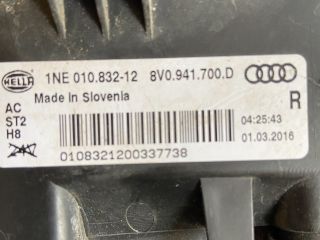 HELLA 1NE 010.832-12 8V0.941.700.D
Made in Slovenia
AC
ST2
H8
R
04:25:43
01.03.2016
0108321200337738